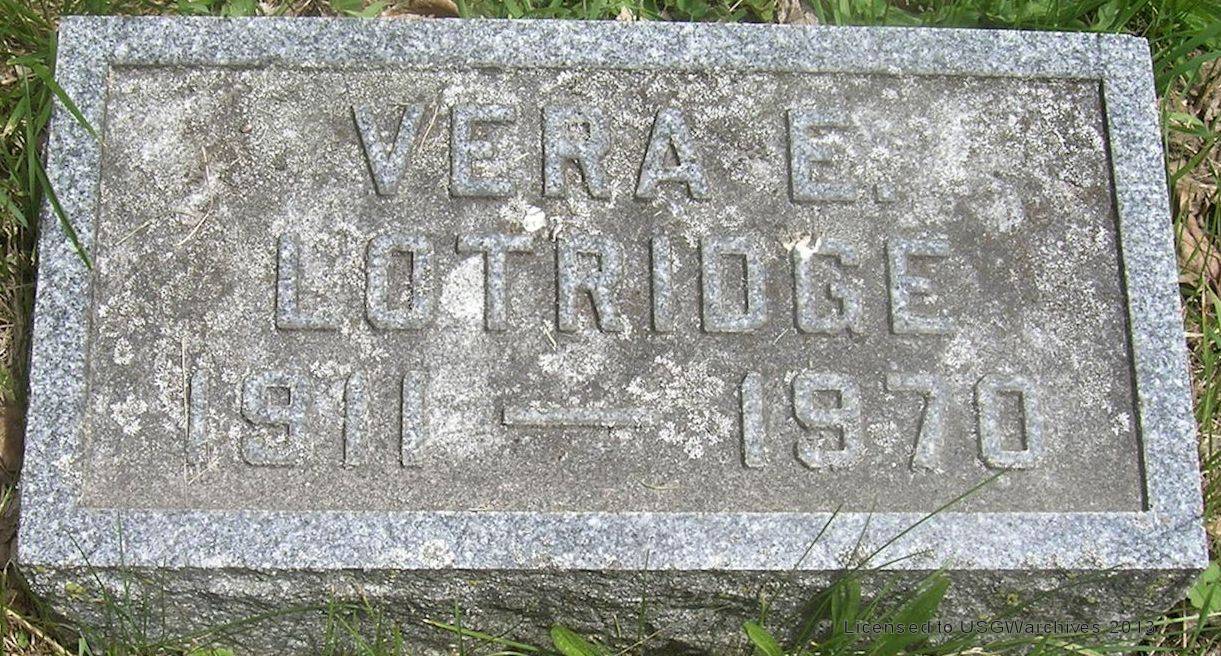 VERA E.
LOTRIDGE
1911 — 1970
Licensed to USGWarchives 2013